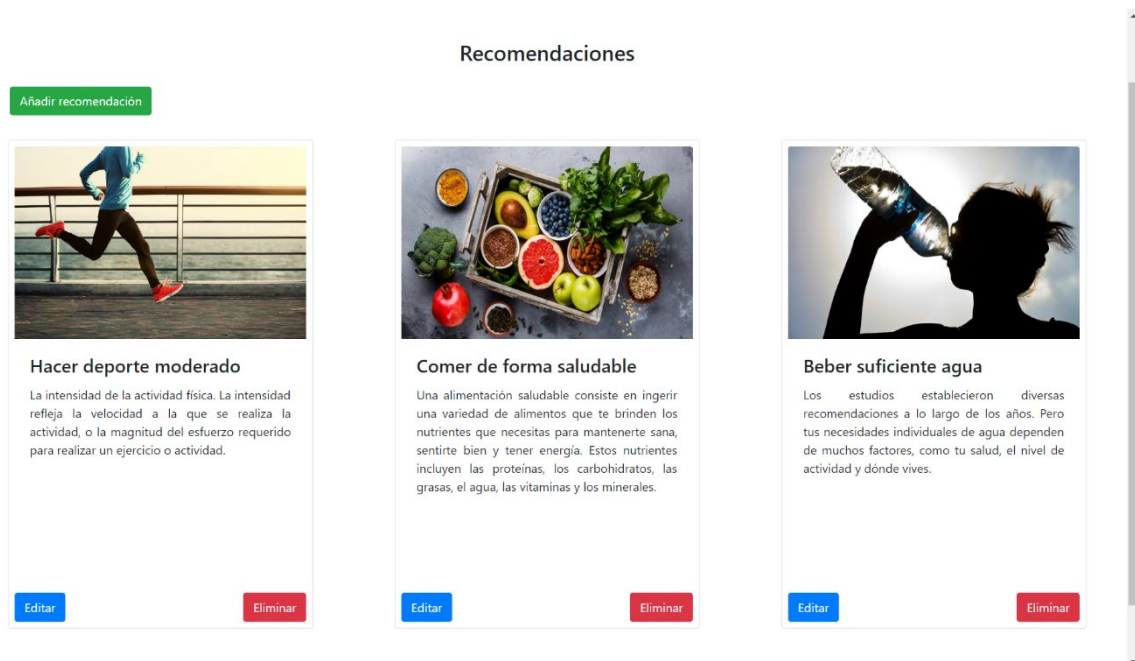 Recomendaciones
Añadir recomendación
Hacer deporte moderado
La intensidad de la actividad física. La intensidad
refleja la velocidad a la que se realiza la
actividad, o la magnitud del esfuerzo requerido
para realizar un ejercicio o actividad.
Editar
Eliminar
Comer de forma saludable
Una alimentación saludable consiste en ingerir
una variedad de alimentos que te brinden los
nutrientes que necesitas para mantenerte sana,
sentirte bien y tener energía. Estos nutrientes
incluyen las proteínas, los carbohidratos, las
grasas, el agua, las vitaminas y los minerales.
Editar
Eliminar
Beber suficiente agua
Los estudios establecieron diversas
recomendaciones a lo largo de los años. Pero
tus necesidades individuales de agua dependen
de muchos factores, como tu salud, el nivel de
actividad y dónde vives.
Editar
Eliminar